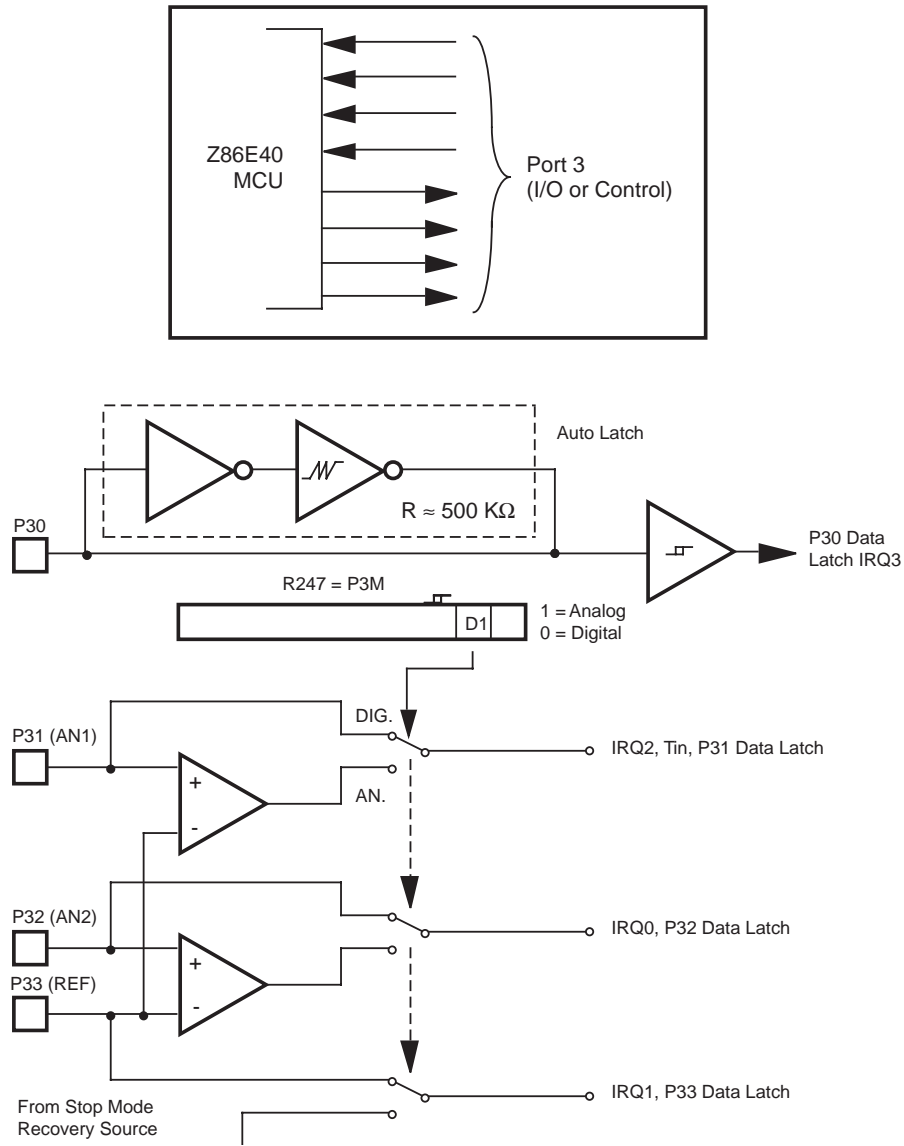 Z86E40
MCU
Port 3
(I/O or Control)
Auto Latch
R ≈ 500 KΩ
P30
P30 Data
Latch IRQ3
R247 = P3M
D1
1 = Analog
0 = Digital
DIG.
P31 (AN1)
IRQ2, Tin, P31 Data Latch
+
AN.
-
P32 (AN2)
IRQ0, P32 Data Latch
+
P33 (REF)
-
IRQ1, P33 Data Latch
From Stop Mode
Recovery Source